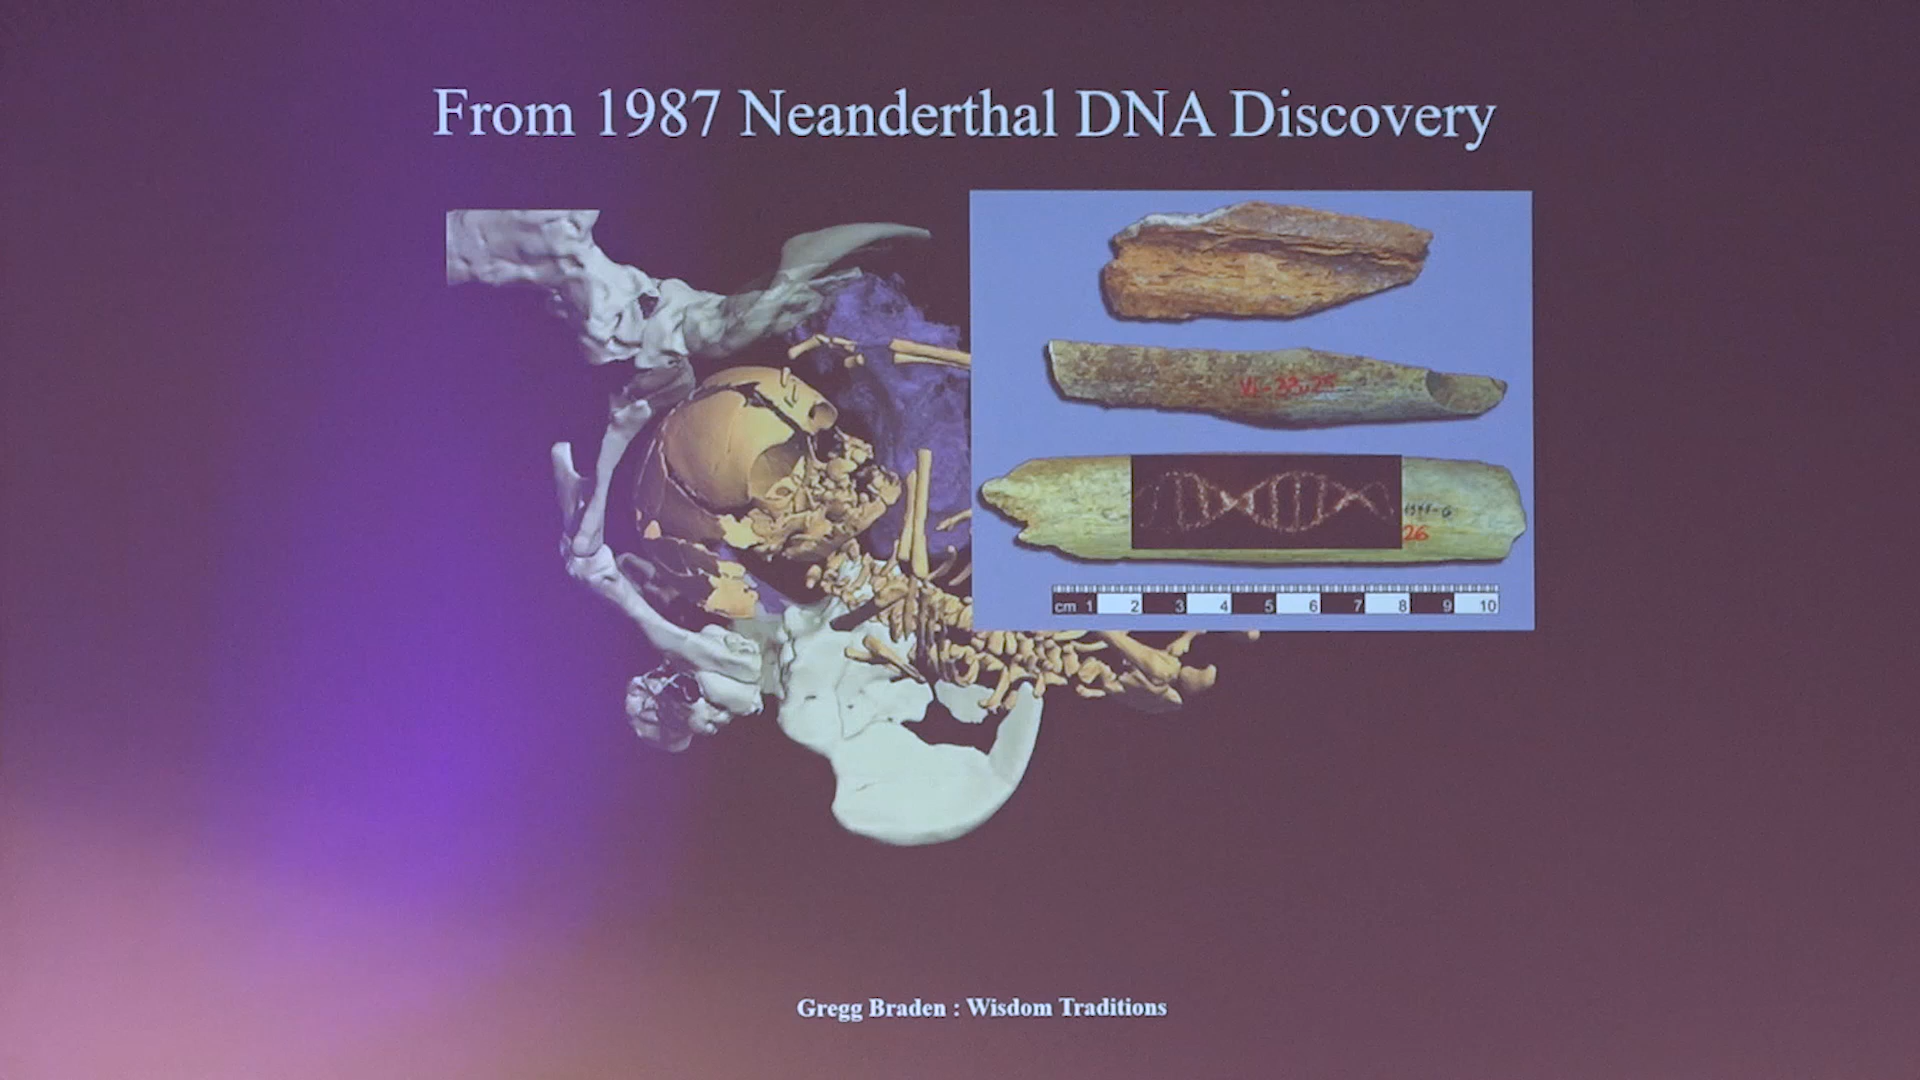 From 1987 Neanderthal DNA Discovery
26
cm 1 2 3 4 5 6 7 8 9 10
Gregg Braden : Wisdom Traditions